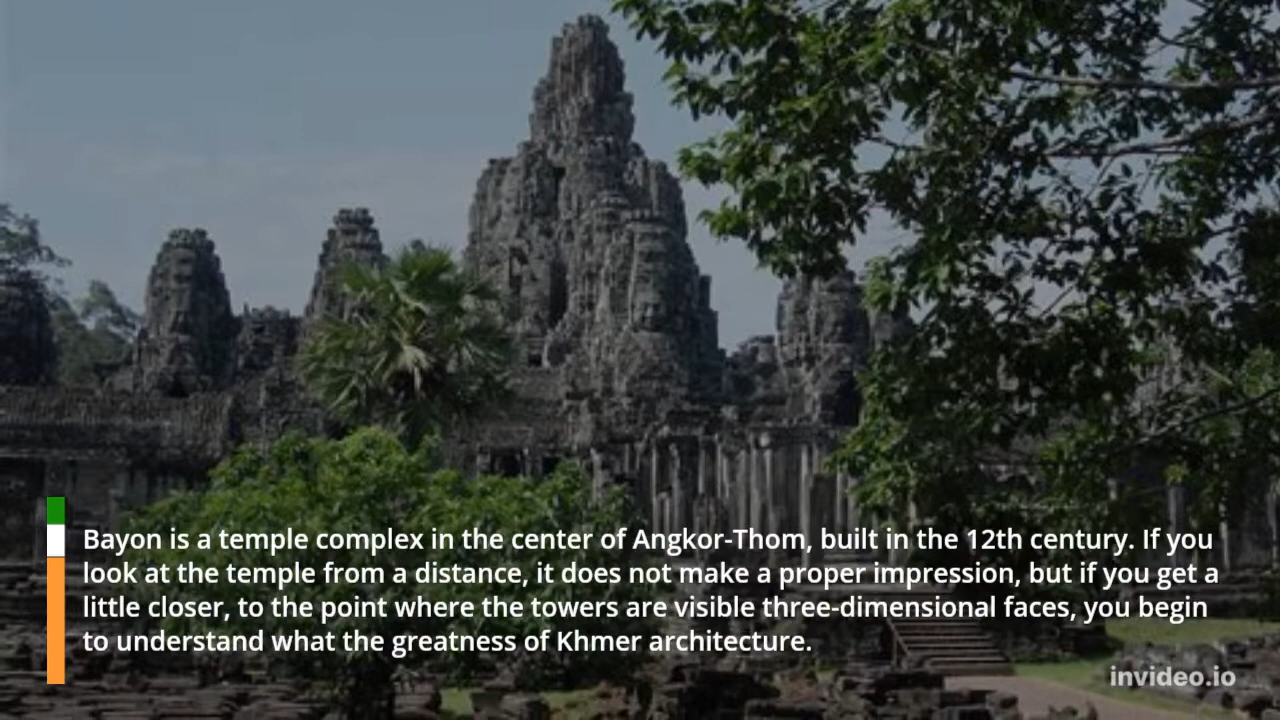 Bayon is a temple complex in the center of Angkor-Thom, built in the 12th century. If you
look at the temple from a distance, it does not make a proper impression, but if you get a
little closer, to the point where the towers are visible three-dimensional faces, you begin
to understand what the greatness of Khmer architecture.
invideo.io